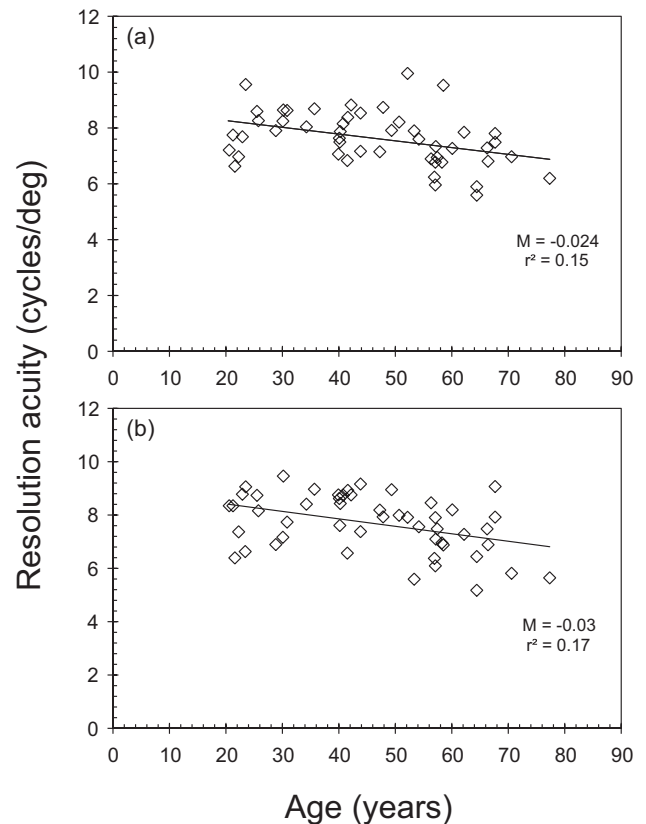 Resolution acuity (cycles/deg)
(a)
12
10
8
6
4
2
0
M = -0.024
r² = 0.15
0 10 20 30 40 50 60 70 80 90
(b)
12
10
8
6
4
2
0
M = -0.03
r² = 0.17
0 10 20 30 40 50 60 70 80 90
Age (years)